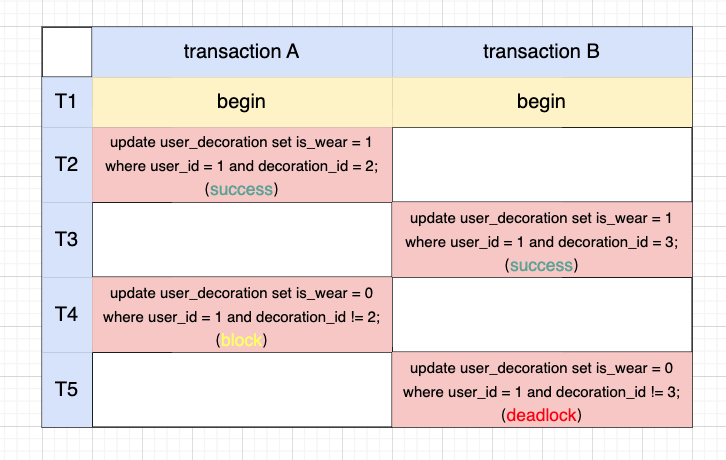 transaction A
transaction B
T1
begin
begin
T2
update user_decoration set is_wear = 1
where user_id = 1 and decoration_id = 2;
(success)
T3
update user_decoration set is_wear = 1
where user_id = 1 and decoration_id = 3;
(success)
T4
update user_decoration set is_wear = 0
where user_id = 1 and decoration_id != 2;
(block)
T5
update user_decoration set is_wear = 0
where user_id = 1 and decoration_id != 3;
(deadlock)